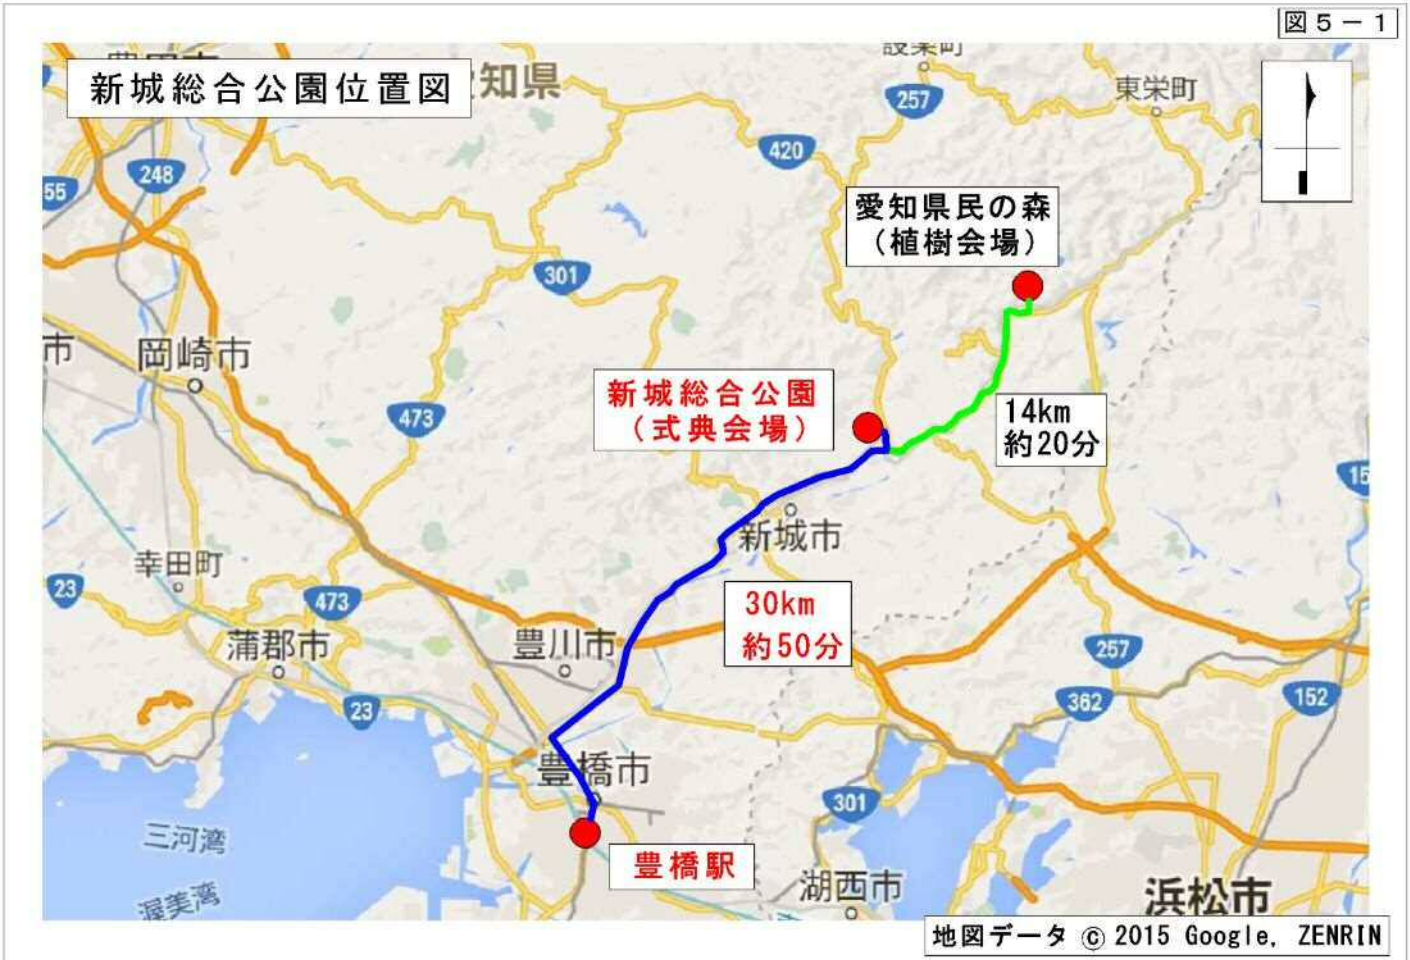 図5-1
新城総合公園位置図
知県
設楽町
東栄町
257
420
248
55
愛知県民の森
(植樹会場)
301
市
岡崎市
新城総合公園
(式典会場)
14km
約20分
473
新城市
幸田町
23
473
30km
約50分
蒲郡市
豊川市
257
23
362
152
豊橋市
301
三河湾
豊橋駅
渥美湾
湖西市
浜松市
地図データ © 2015 Google, ZENRIN